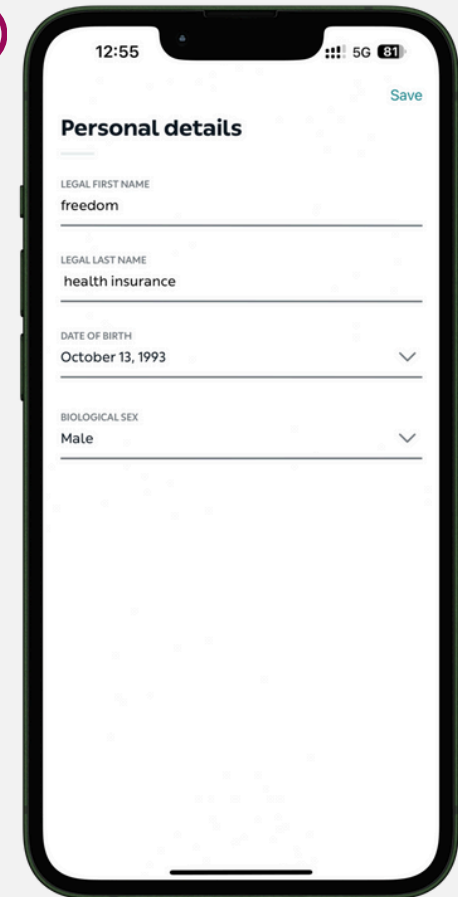 12:55
5G 81
Save
Personal details
LEGAL FIRST NAME
freedom
LEGAL LAST NAME
health insurance
DATE OF BIRTH
October 13, 1993
BIOLOGICAL SEX
Male